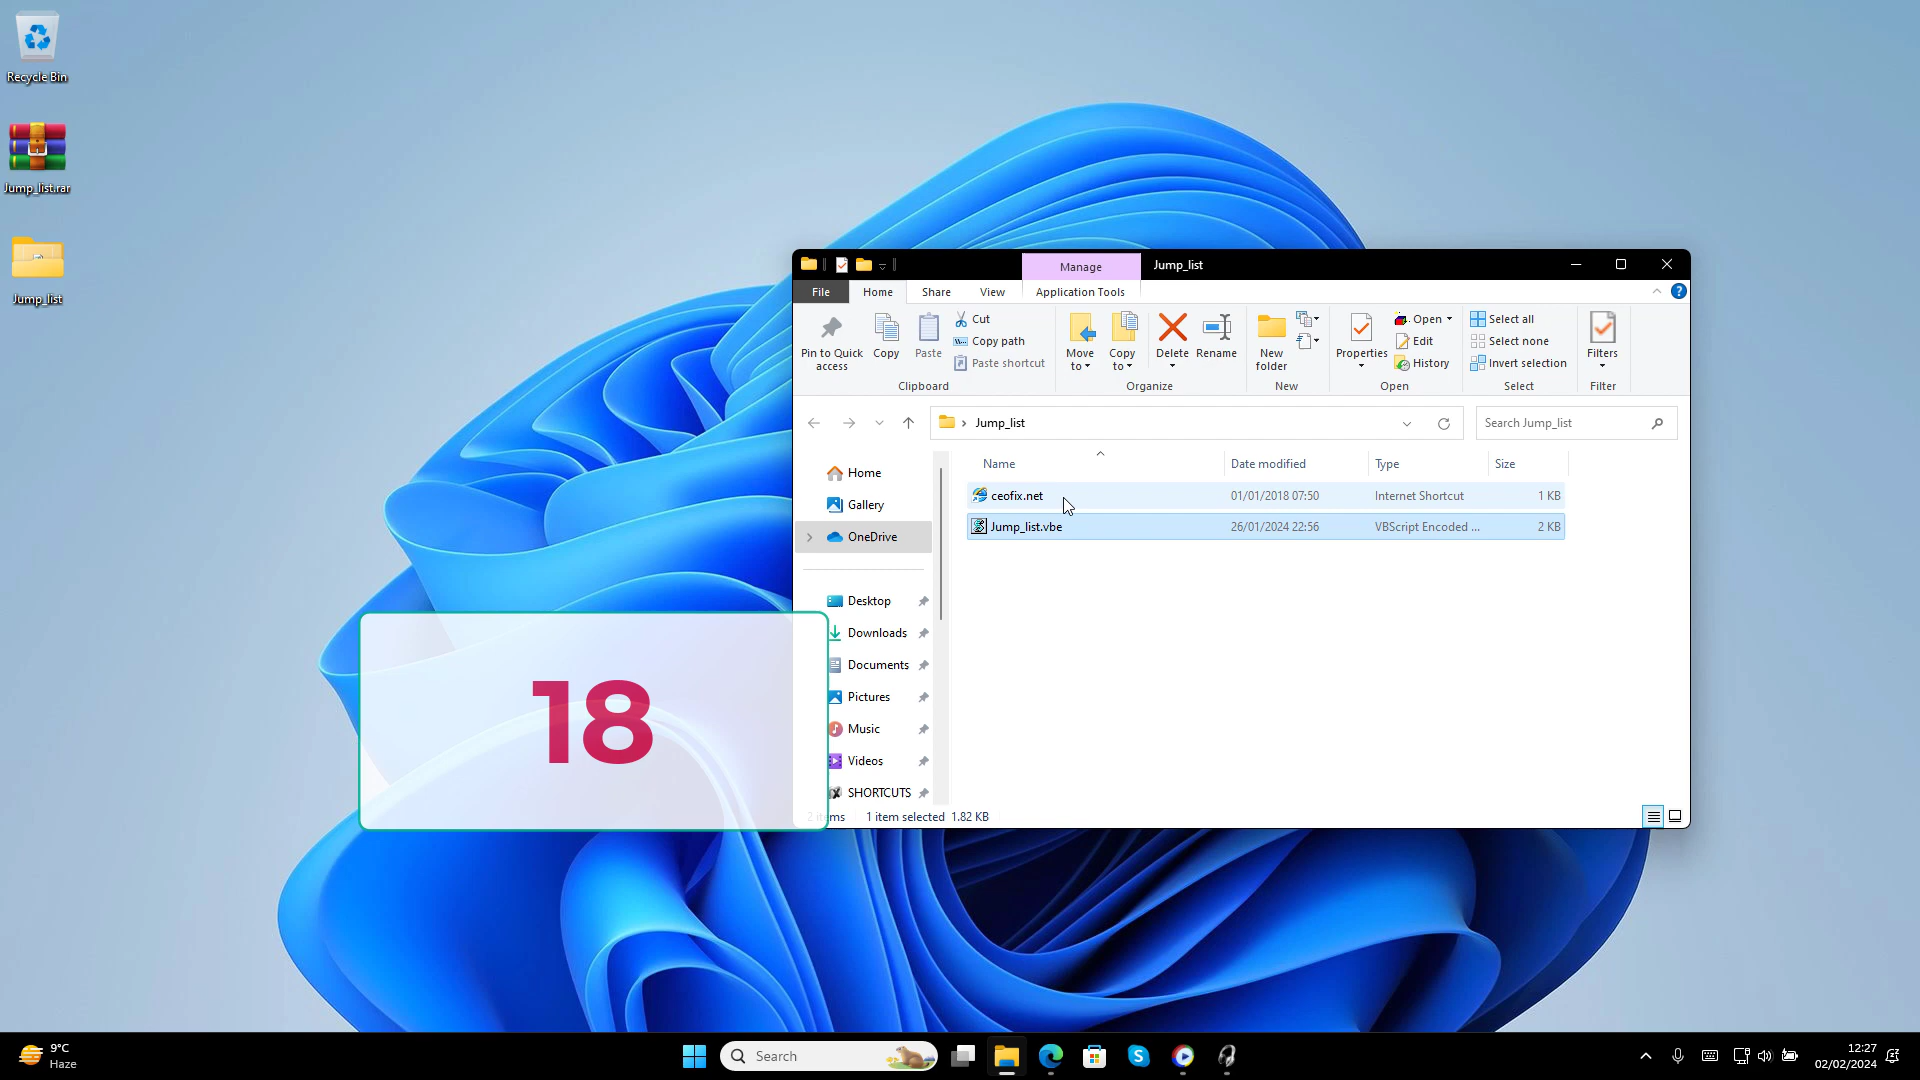 Recycle Bin
Jump_list.rar
Jump_list
Manage
Jump_list
File
Home
Share
View
Application Tools
Pin to Quick access
Copy
Paste
Cut
Copy path
Paste shortcut
Clipboard
Move to
Copy to
Delete
Rename
Organize
New folder
New
Properties
Open
Edit
History
Open
Select all
Select none
Invert selection
Select
Filters
Filter
Jump_list
Search Jump_list
Name
Date modified
Type
Size
ceofix.net
01/01/2018 07:50
Internet Shortcut
1 KB
Jump_list.vbe
26/01/2024 22:56
VBScript Encoded ...
2 KB
Home
Gallery
OneDrive
Desktop
Downloads
Documents
Pictures
Music
Videos
SHORTCUTS
2 items
1 item selected
1.82 KB
18
9°C
Haze
Search
12:27
02/02/2024